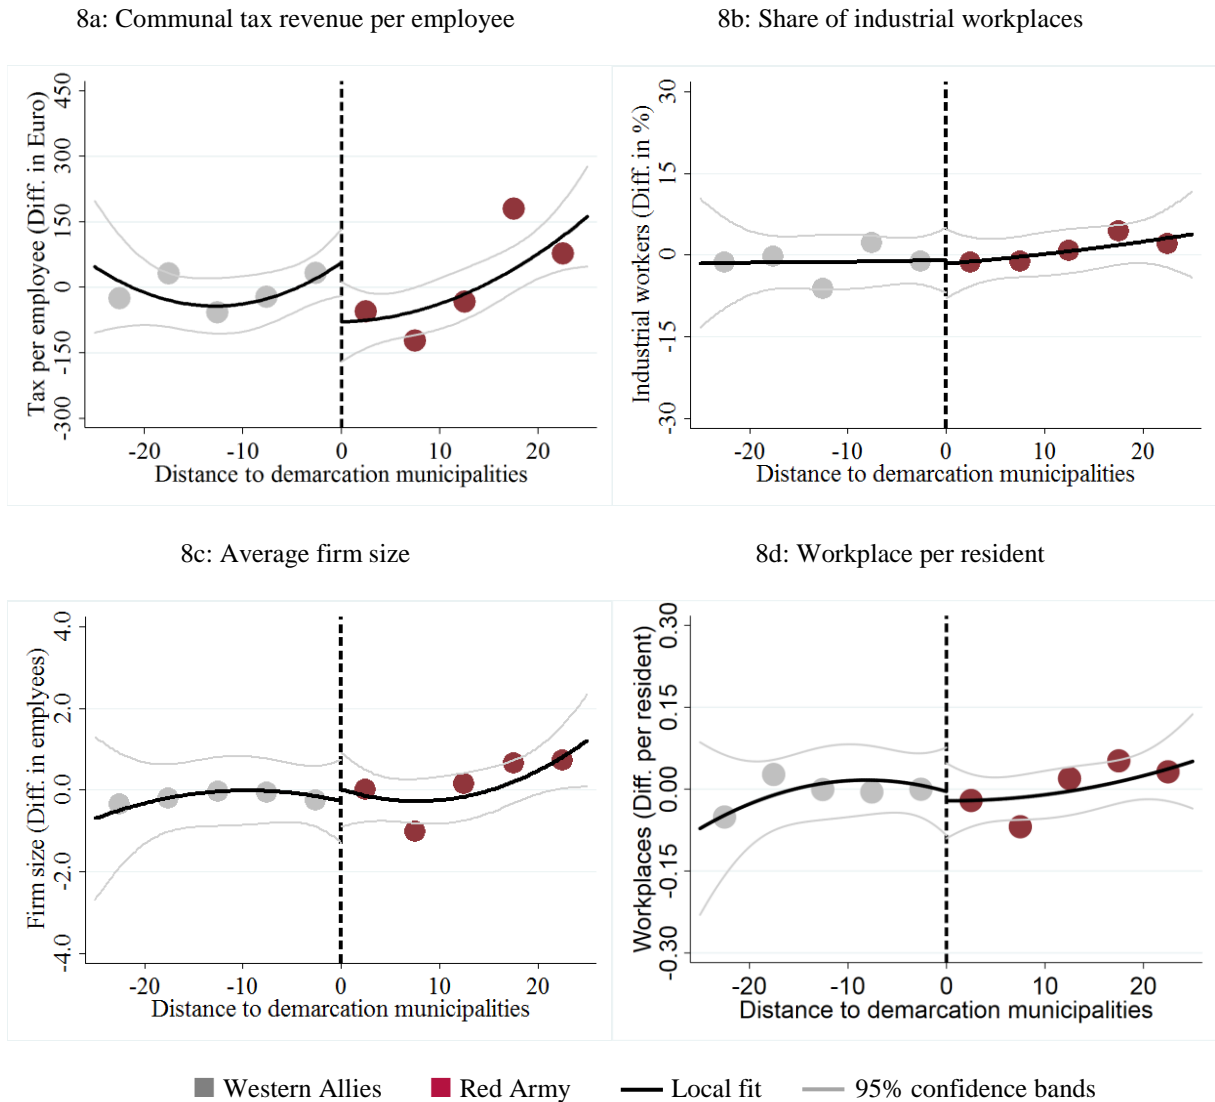 8a: Communal tax revenue per employee
8b: Share of industrial workplaces
Tax per employee (Diff. in Euro)
450
300
150
0
-150
-300
-20
-10
0
10
20
Distance to demarcation municipalities
Industrial workers (Diff. in %)
30
15
0
-15
-30
-20
-10
0
10
20
Distance to demarcation municipalities
8c: Average firm size
8d: Workplace per resident
Firm size (Diff. in emplyees)
4.0
2.0
0.0
-2.0
-4.0
-20
-10
0
10
20
Distance to demarcation municipalities
Workplaces (Diff. per resident)
0.30
0.15
0.00
-0.15
-0.30
-20
-10
0
10
20
Distance to demarcation municipalities
Western Allies
Red Army
Local fit
95% confidence bands